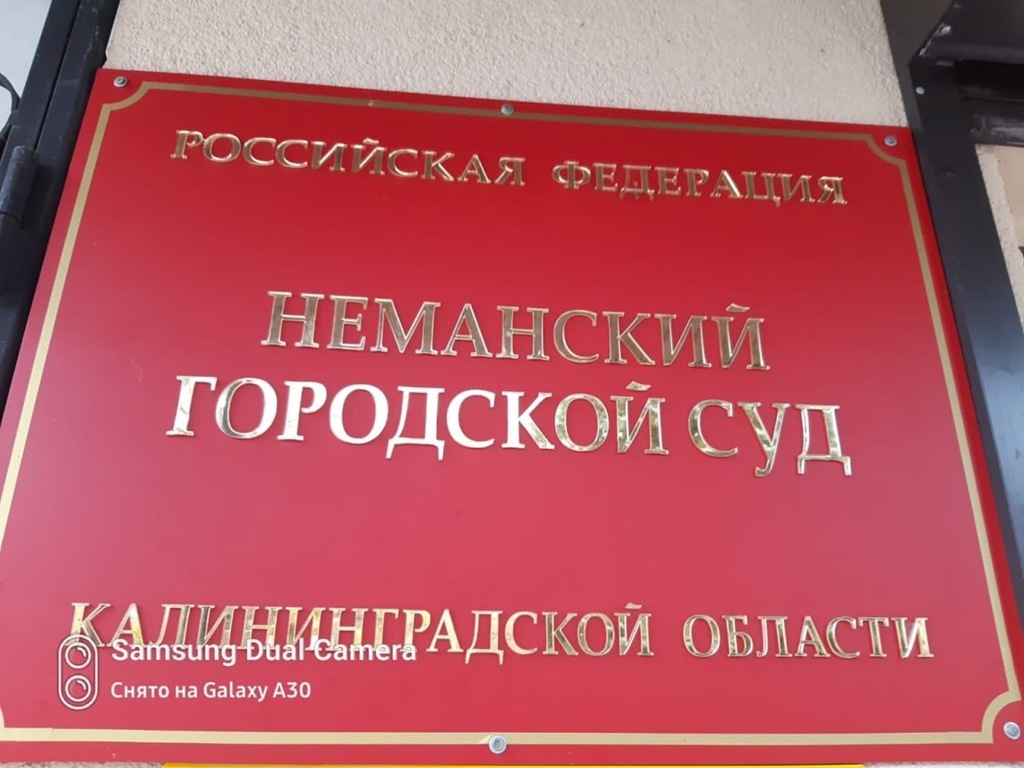 РОССИЙСКАЯ ФЕДЕРАЦИЯ
НЕМАНСКИЙ
ГОРОДСКОЙ СУД
КАЛИНИНГРАДСКОЙ ОБЛАСТИ
Samsung Dual Camera
Снято на Galaxy A30